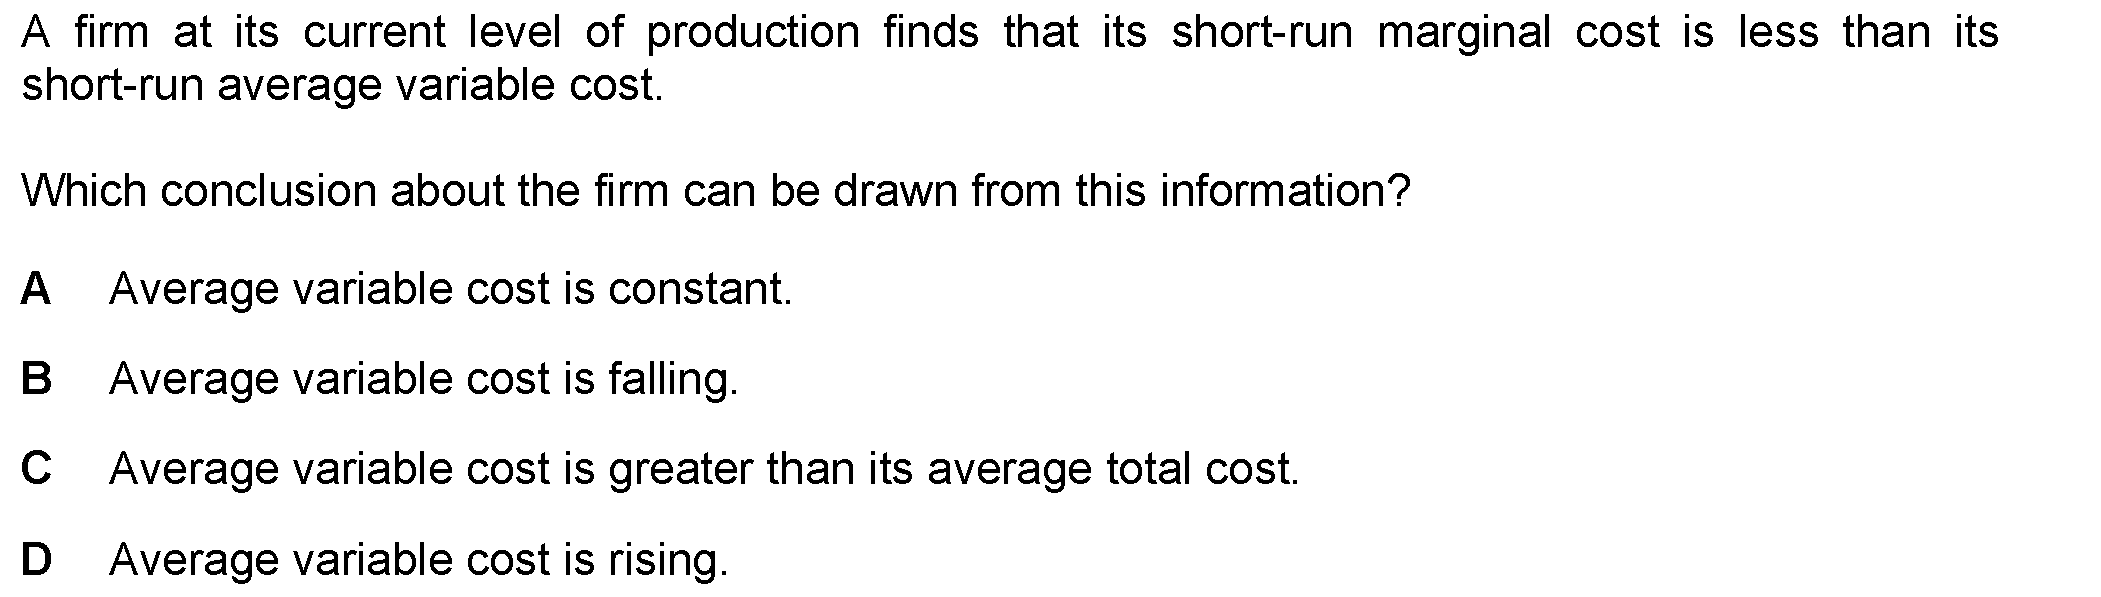 A firm at its current level of production finds that its short-run marginal cost is less than its
short-run average variable cost.
Which conclusion about the firm can be drawn from this information?
A Average variable cost is constant.
B Average variable cost is falling.
C Average variable cost is greater than its average total cost.
D Average variable cost is rising.